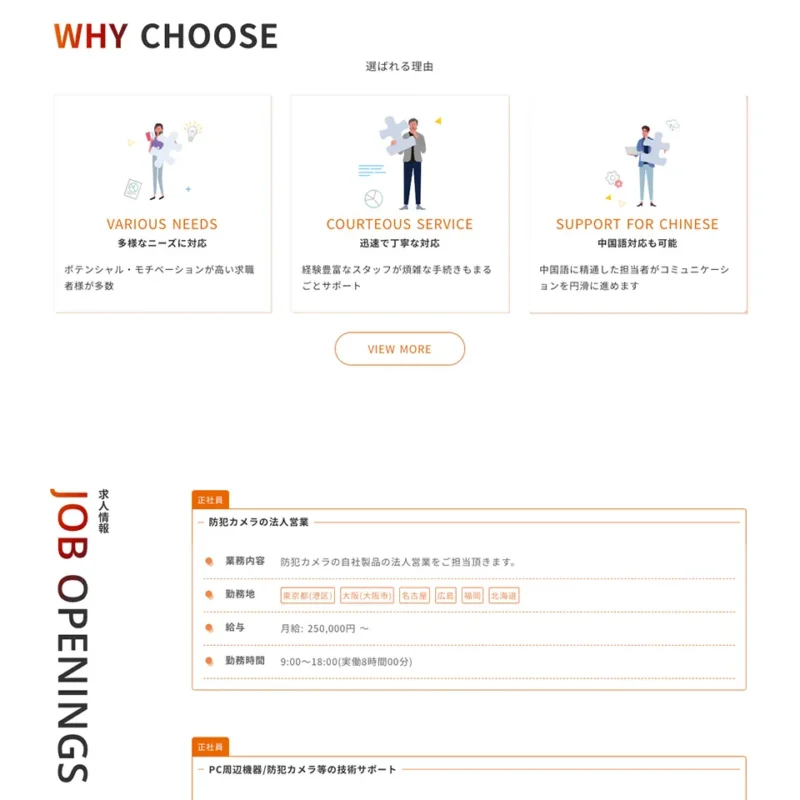 WHY CHOOSE
選ばれる理由
VARIOUS NEEDS
多様なニーズに対応
ポテンシャル・モチベーションが高い求職
者様が多数
COURTEOUS SERVICE
迅速で丁寧な対応
経験豊富なスタッフが煩雑な手続きもまる
ごとサポート
SUPPORT FOR CHINESE
中国語対応も可能
中国語に精通した担当者がコミュニケーシ
ョンを円滑に進めます
VIEW MORE
JOB OPENINGS
求人情報
正社員
防犯カメラの法人営業
業務内容 防犯カメラの自社製品の法人営業をご担当頂きます。
勤務地 東京都(港区) 大阪(大阪市) 名古屋 広島 福岡 北海道
給与 月給: 250,000円 〜
勤務時間 9:00〜18:00(実働8時間00分)
正社員
PC周辺機器/防犯カメラ等の技術サポート